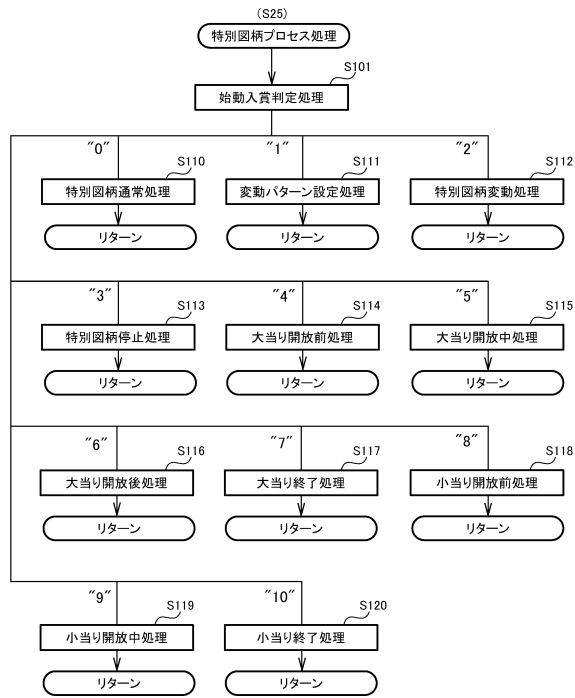 (S25)
特別図柄プロセス処理
S101
始動入賞判定処理
"0"
S110
特別図柄通常処理
リターン
"1"
S111
変動パターン設定処理
リターン
"2"
S112
特別図柄変動処理
リターン
"3"
S113
特別図柄停止処理
リターン
"4"
S114
大当り開放前処理
リターン
"5"
S115
大当り開放中処理
リターン
"6"
S116
大当り開放後処理
リターン
"7"
S117
大当り終了処理
リターン
"8"
S118
小当り開放前処理
リターン
"9"
S119
小当り開放中処理
リターン
"10"
S120
小当り終了処理
リターン